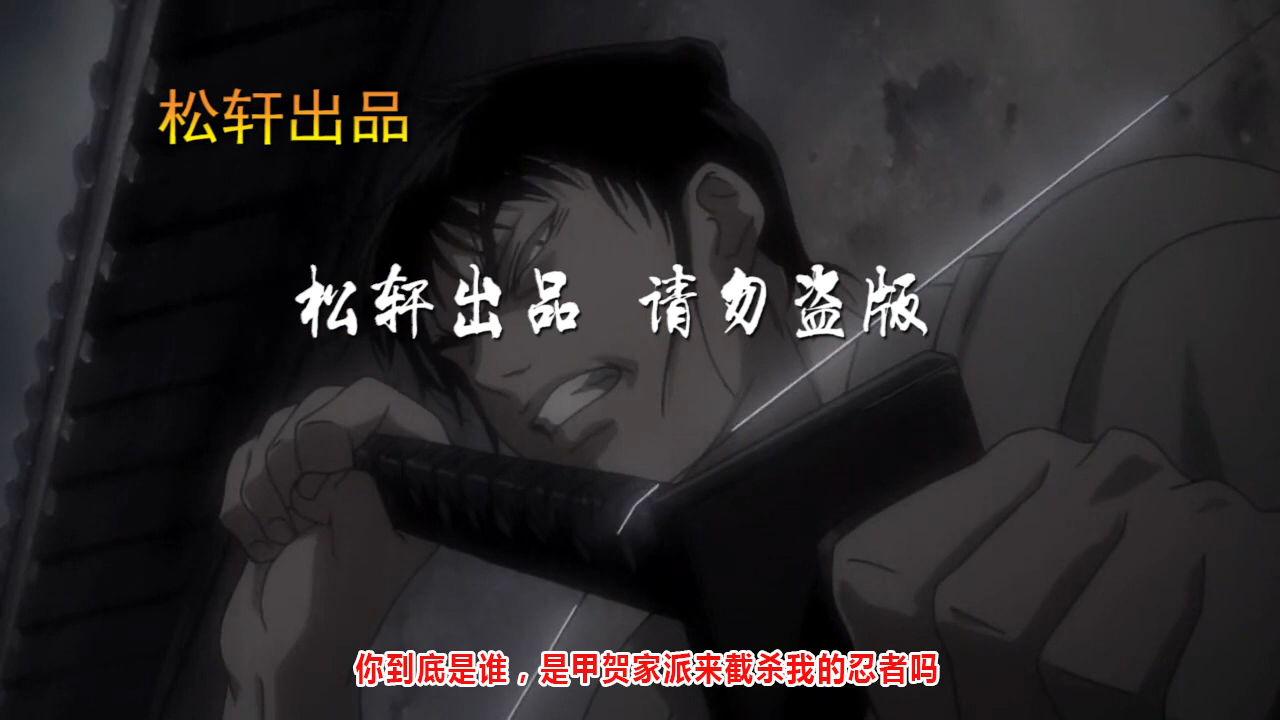 松轩出品
松轩出品 请勿盗版
你到底是谁，是甲贺家派来截杀我的忍者吗